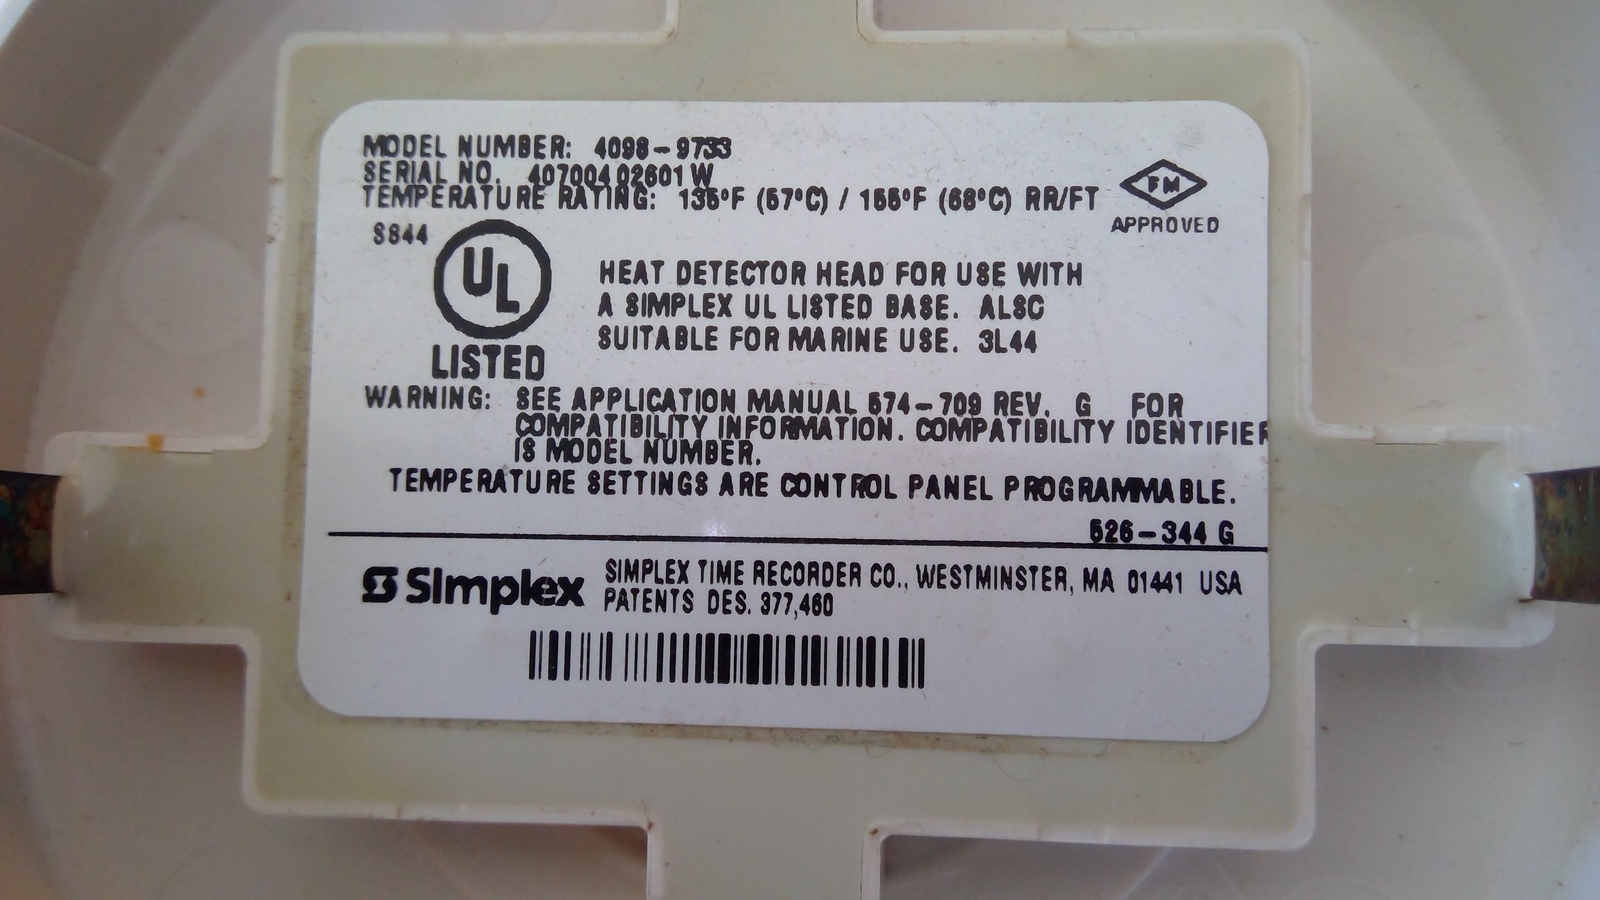 MODEL NUMBER: 4098-9733
SERIAL NO. 40700402601W
TEMPERATURE RATING: 135°F (57°C) / 155°F (68°C) RR/FT
FM
APPROVED
S844
UL
LISTED
HEAT DETECTOR HEAD FOR USE WITH
A SIMPLEX UL LISTED BASE. ALSO
SUITABLE FOR MARINE USE. 3L44
WARNING: SEE APPLICATION MANUAL 574-709 REV. G FOR
COMPATIBILITY INFORMATION. COMPATIBILITY IDENTIFIER
IS MODEL NUMBER.
TEMPERATURE SETTINGS ARE CONTROL PANEL PROGRAMMABLE.
526-344 G
Simplex
SIMPLEX TIME RECORDER CO., WESTMINSTER, MA 01441 USA
PATENTS DES. 377,460